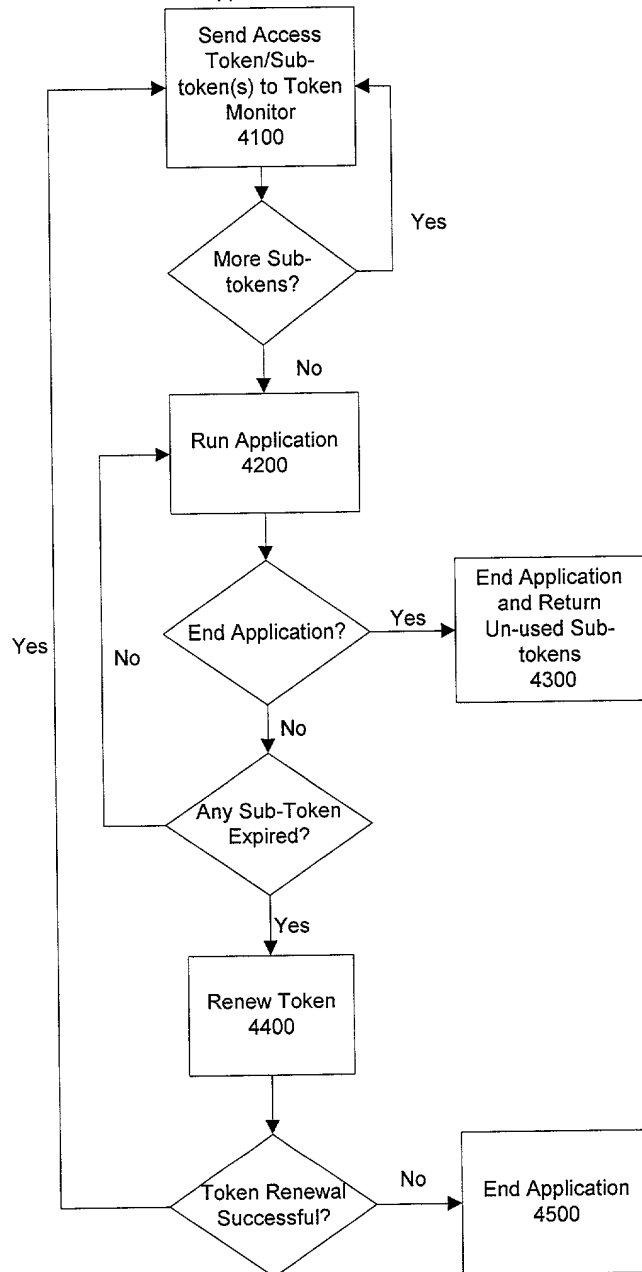 Send Access
Token/Sub-
token(s) to Token
Monitor
4100
Yes
More Sub-
tokens?
No
Run Application
4200
End Application?
Yes
End Application
and Return
Un-used Sub-
tokens
4300
Yes
No
No
Any Sub-Token
Expired?
Yes
Renew Token
4400
Token Renewal
Successful?
No
End Application
4500